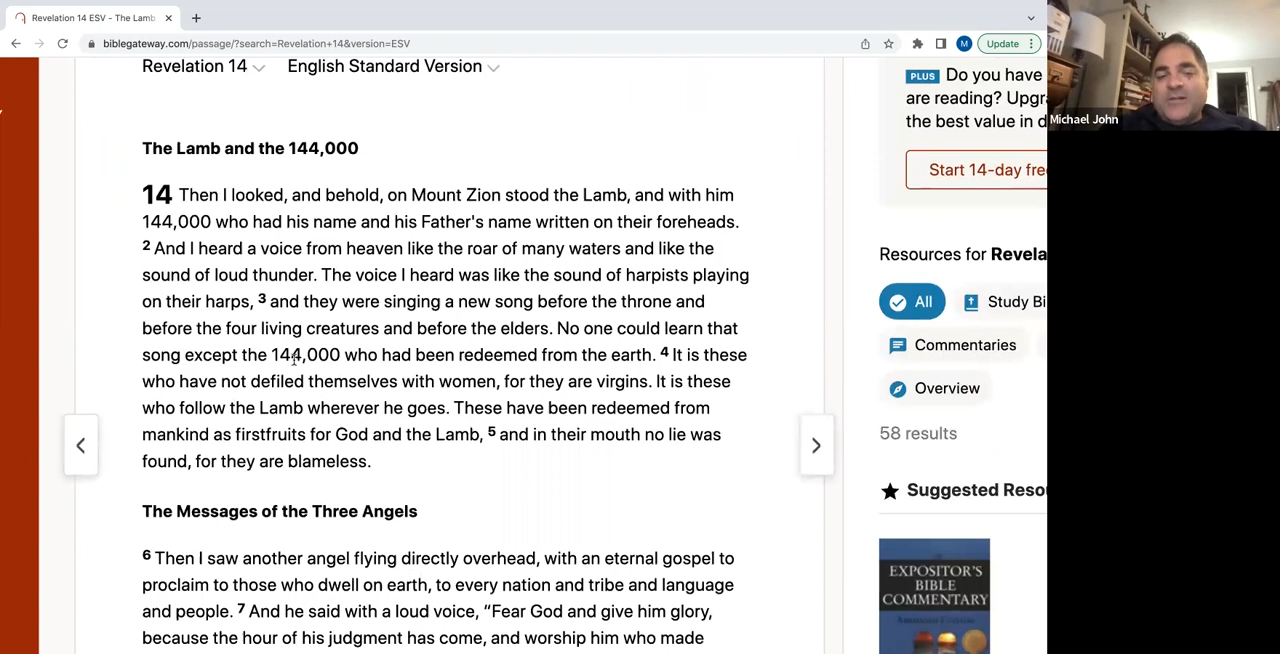 Revelation 14 ESV - The Lamb
biblegateway.com/passage/?search=Revelation+14&version=ESV
M
Update
Revelation 14
English Standard Version
The Lamb and the 144,000
14 Then I looked, and behold, on Mount Zion stood the Lamb, and with him
144,000 who had his name and his Father's name written on their foreheads.
2 And I heard a voice from heaven like the roar of many waters and like the
sound of loud thunder. The voice I heard was like the sound of harpists playing
on their harps, 3 and they were singing a new song before the throne and
before the four living creatures and before the elders. No one could learn that
song except the 144,000 who had been redeemed from the earth. 4 It is these
who have not defiled themselves with women, for they are virgins. It is these
who follow the Lamb wherever he goes. These have been redeemed from
mankind as firstfruits for God and the Lamb, 5 and in their mouth no lie was
found, for they are blameless.
The Messages of the Three Angels
6 Then I saw another angel flying directly overhead, with an eternal gospel to
proclaim to those who dwell on earth, to every nation and tribe and language
and people. 7 And he said with a loud voice, “Fear God and give him glory,
because the hour of his judgment has come, and worship him who made
PLUS Do you have
are reading? Upgr
the best value in d
Start 14-day fre
Resources for Revela
All
Study Bi
Commentaries
Overview
58 results
Suggested Reso
EXPOSITOR'S
BIBLE
COMMENTARY
Michael John